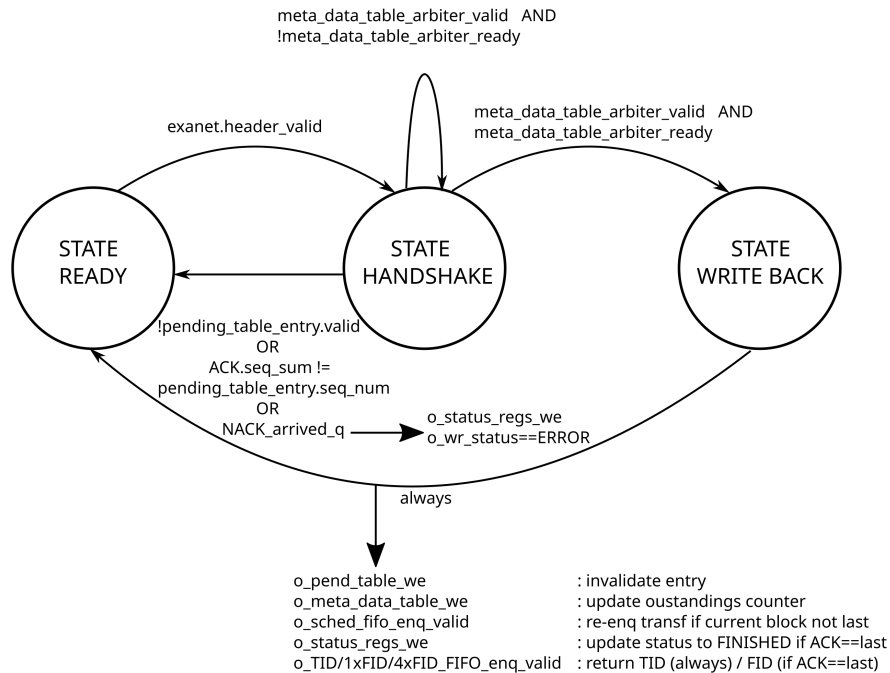 meta_data_table_arbiter_valid AND
!meta_data_table_arbiter_ready
meta_data_table_arbiter_valid AND
meta_data_table_arbiter_ready
exanet.header_valid
STATE
READY
STATE
HANDSHAKE
STATE
WRITE BACK
!pending_table_entry.valid
OR
ACK.seq_sum !=
pending_table_entry.seq_num
OR
NACK_arrived_q
o_status_regs_we
o_wr_status==ERROR
always
o_pend_table_we : invalidate entry
o_meta_data_table_we : update oustandings counter
o_sched_fifo_enq_valid : re-enq transf if current block not last
o_status_regs_we : update status to FINISHED if ACK==last
o_TID/1xFID/4xFID_FIFO_enq_valid : return TID (always) / FID (if ACK==last)